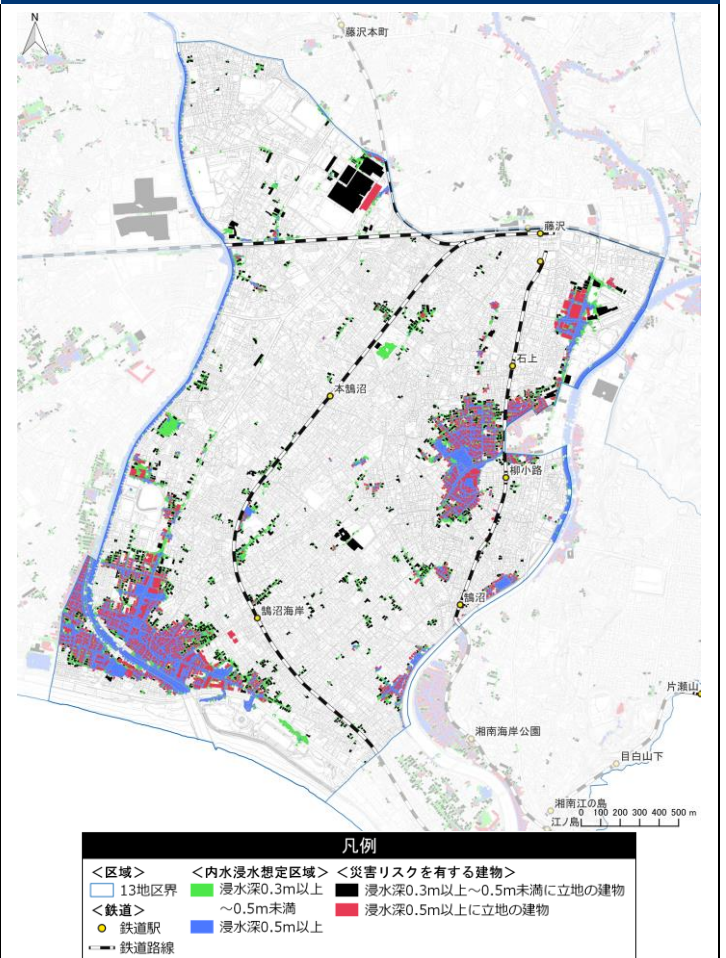 N
藤沢本町
藤沢
石上
本鵠沼
柳小路
鵠沼
鵠沼海岸
片瀬山
湘南海岸公園
目白山下
湘南江の島
江ノ島
0 100 200 300 400 500 m
凡例
＜区域＞
13地区界
＜鉄道＞
鉄道駅
鉄道路線
＜内水浸水想定区域＞
浸水深0.3m以上
～0.5m未満
浸水深0.5m以上
＜災害リスクを有する建物＞
浸水深0.3m以上～0.5m未満に立地の建物
浸水深0.5m以上に立地の建物